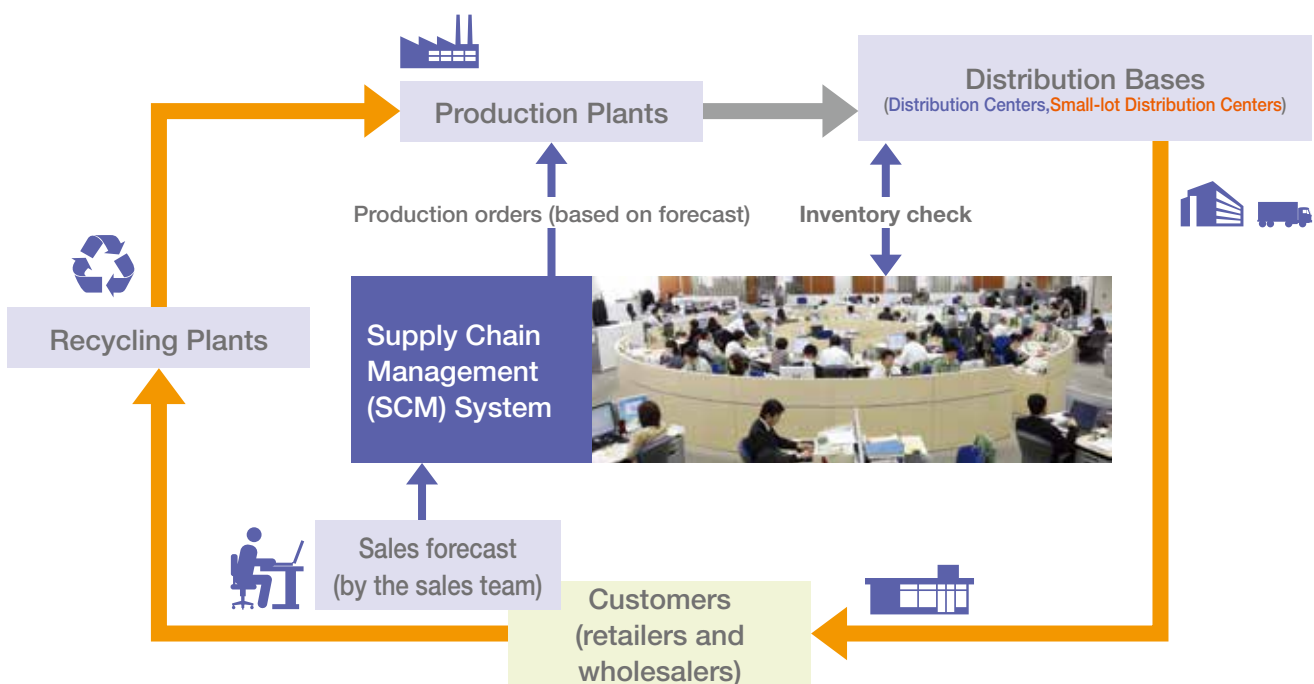 Production Plants
Distribution Bases
(Distribution Centers,Small-lot Distribution Centers)
Production orders (based on forecast)
Inventory check
Recycling Plants
Supply Chain
Management
(SCM) System
Sales forecast
(by the sales team)
Customers
(retailers and
wholesalers)